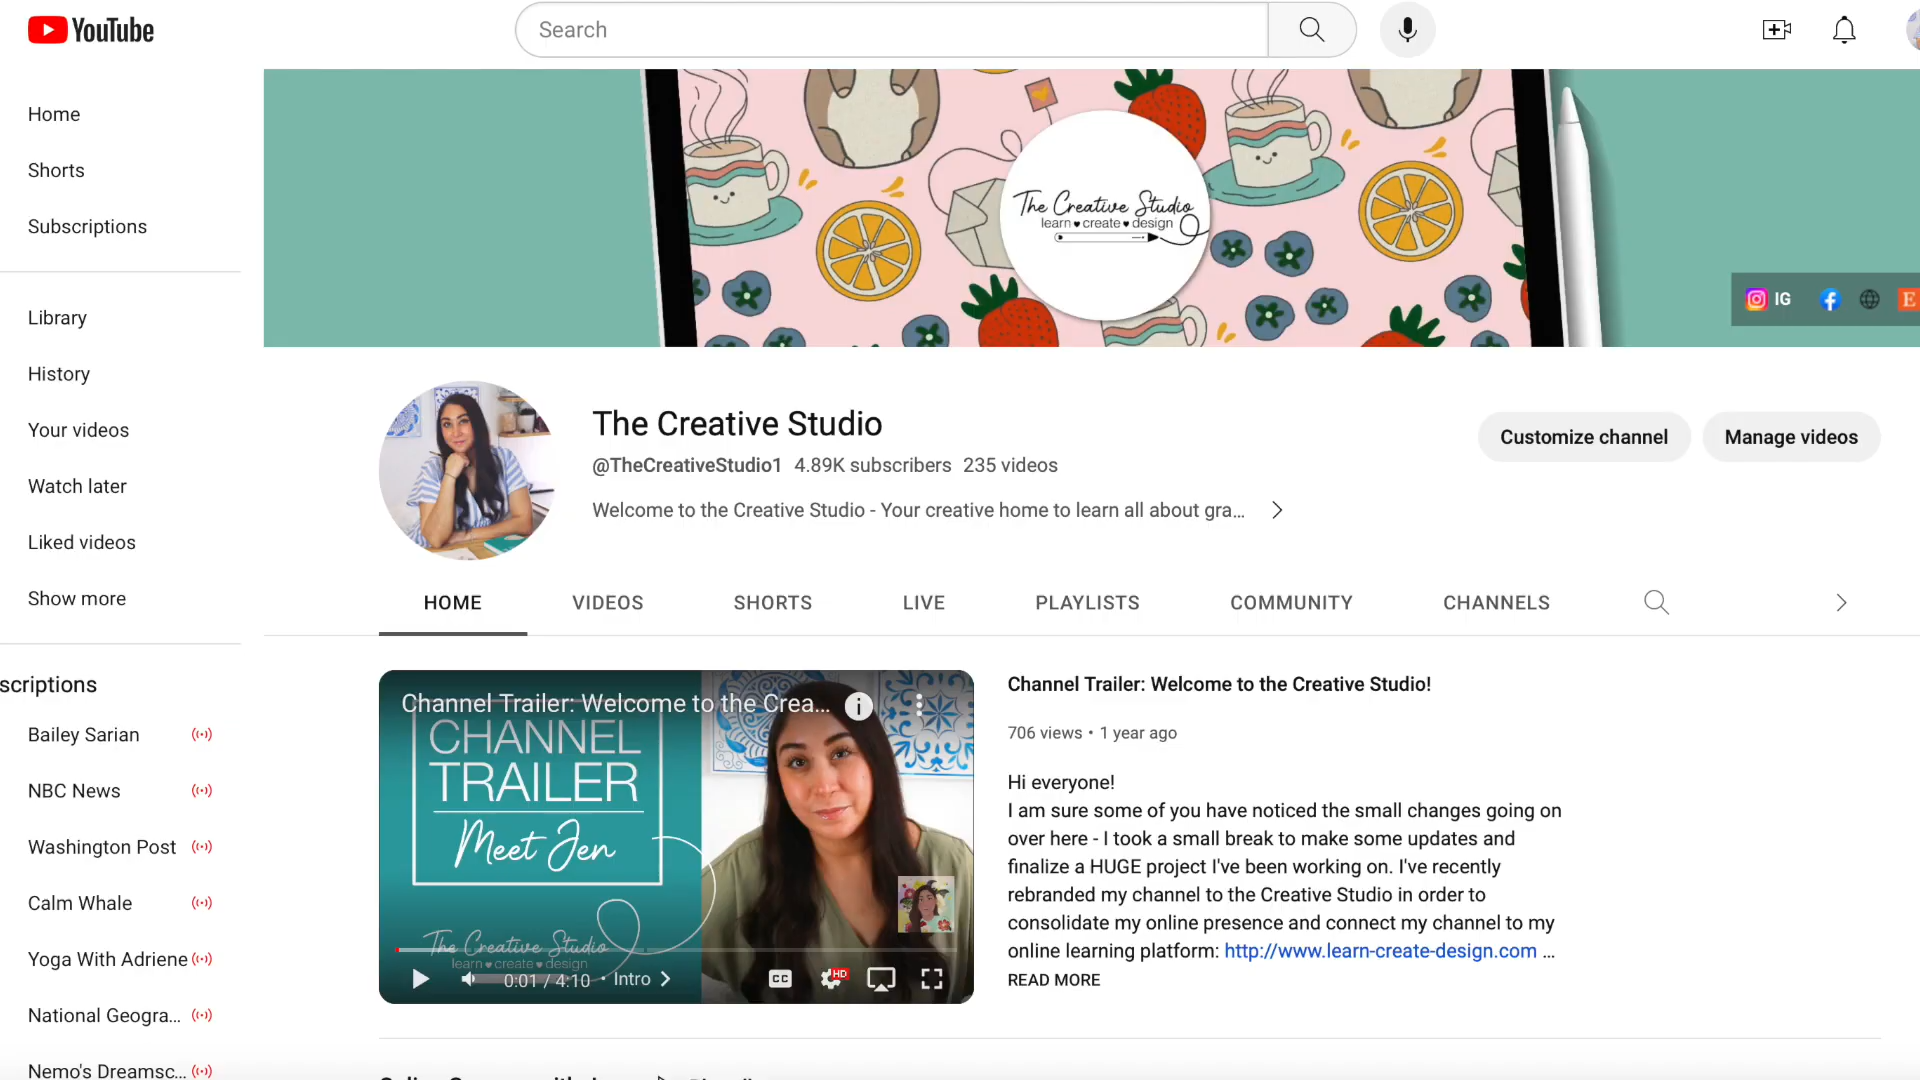 YouTube
Search
Home
Shorts
Subscriptions
Library
History
Your videos
Watch later
Liked videos
Show more
scriptions
Bailey Sarian
NBC News
Washington Post
Calm Whale
Yoga With Adriene
National Geogra...
Nemo's Dreamsc...
The Creative Studio
learn ♥ create ♥ design
IG
E
The Creative Studio
@TheCreativeStudio1 4.89K subscribers 235 videos
Welcome to the Creative Studio - Your creative home to learn all about gra...
Customize channel
Manage videos
HOME VIDEOS SHORTS LIVE PLAYLISTS COMMUNITY CHANNELS
Channel Trailer: Welcome to the Crea...
CHANNEL
TRAILER
Meet Jen
The Creative Studio
learn ♥ create ♥ design
0:01 / 4:10 • Intro
CC
HD
Channel Trailer: Welcome to the Creative Studio!
706 views • 1 year ago
Hi everyone!
I am sure some of you have noticed the small changes going on
over here - I took a small break to make some updates and
finalize a HUGE project I've been working on. I've recently
rebranded my channel to the Creative Studio in order to
consolidate my online presence and connect my channel to my
online learning platform: http://www.learn-create-design.com ...
READ MORE